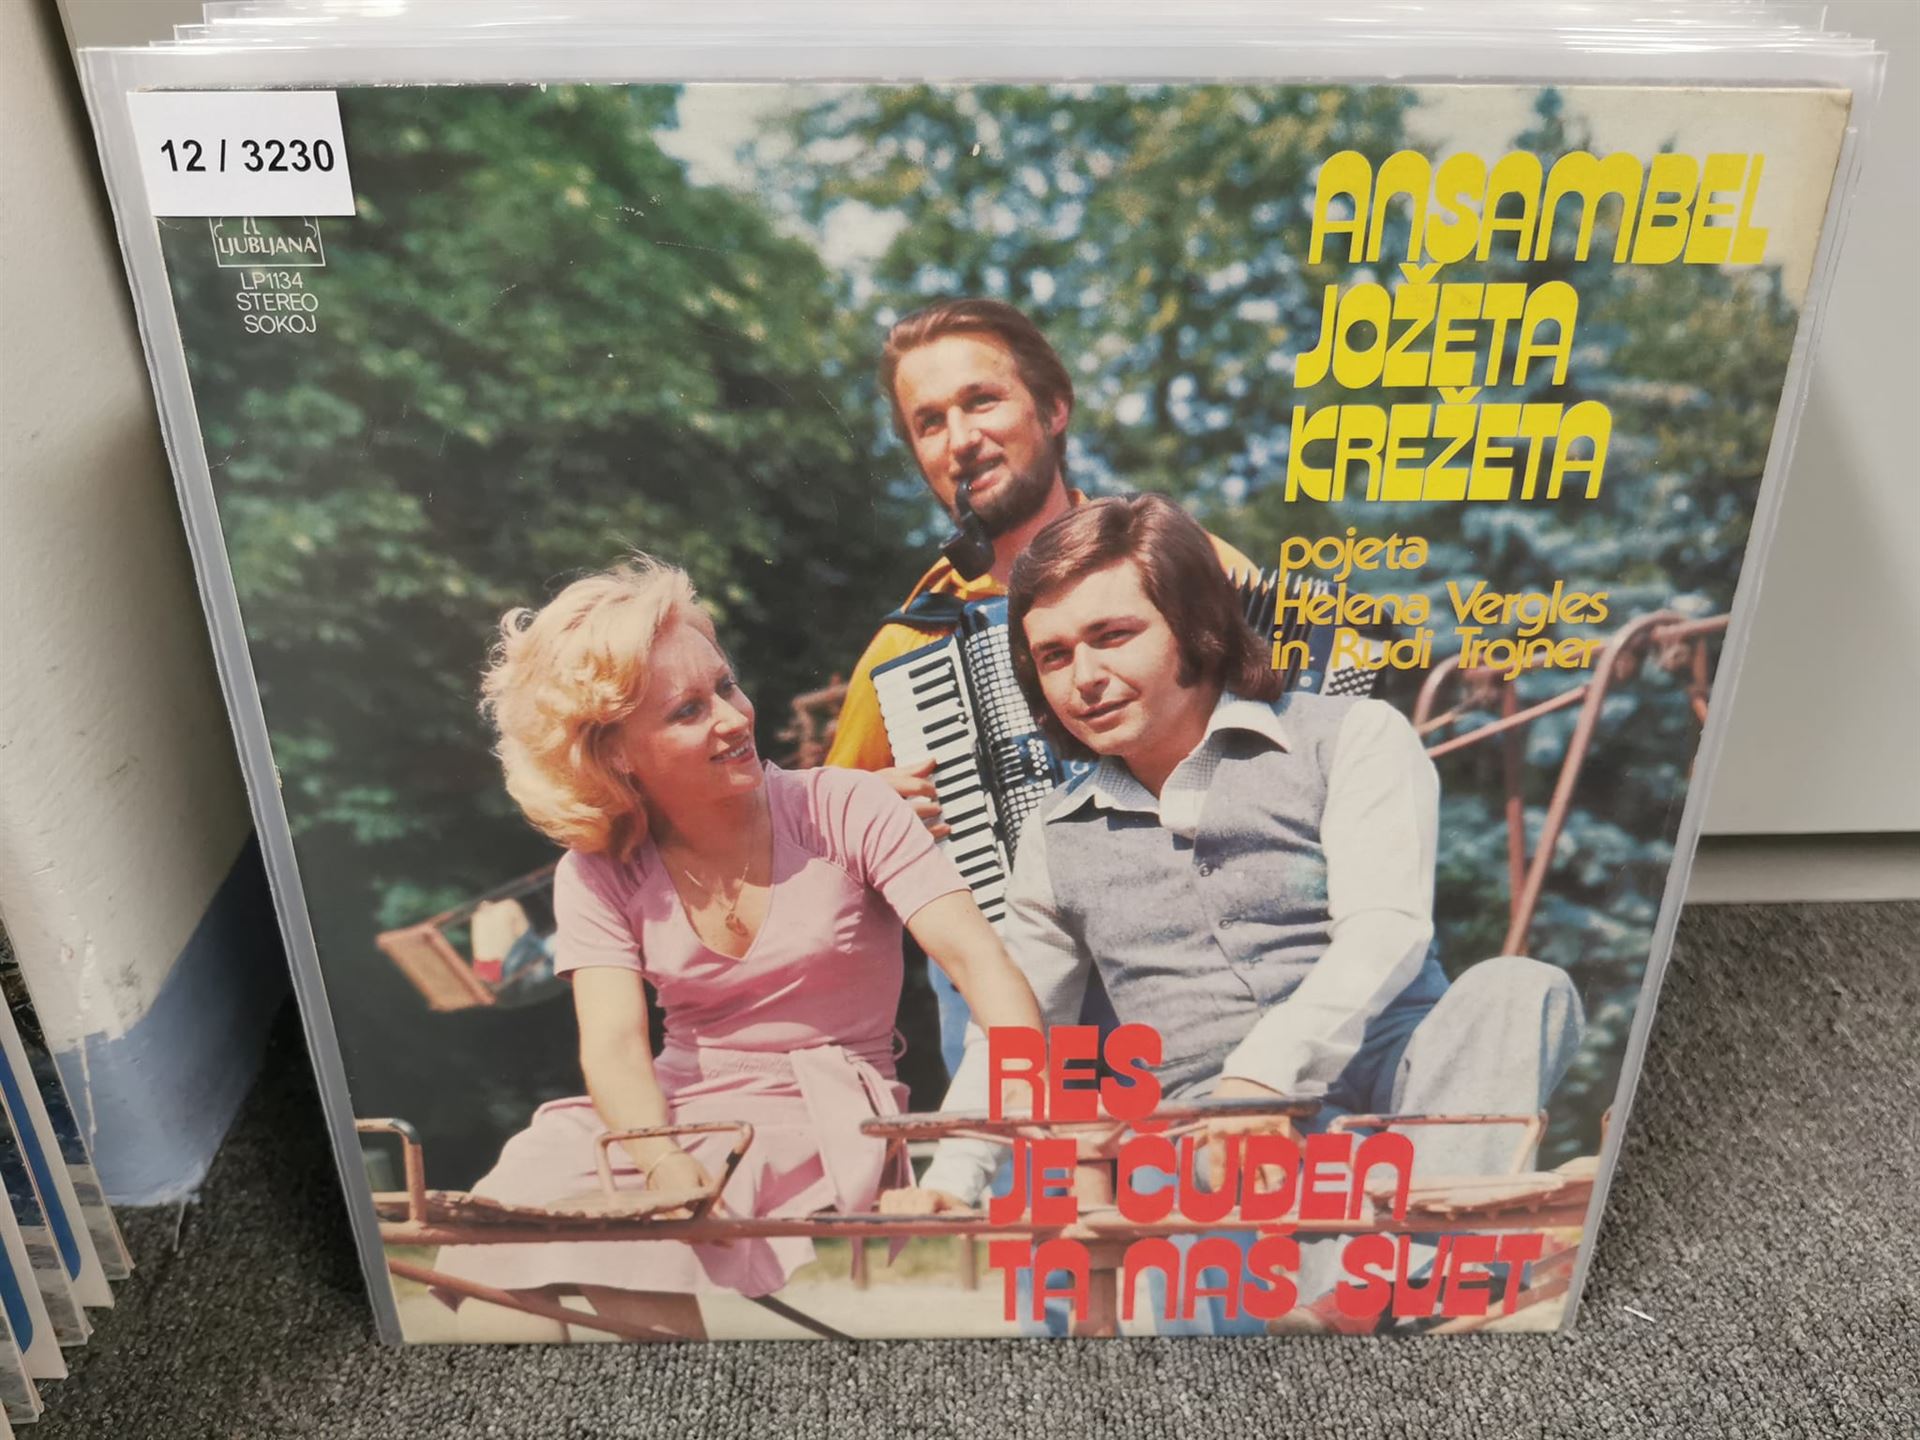 12 / 3230
LJUBLJANA
LP1134
STEREO
SOKOJ
ANSAMBEL
JOŽETA
KREŽETA
pojeta
Helena Vergles
in Rudi Trojner
RES
JE ČUDEN
TA NAŠ SVET